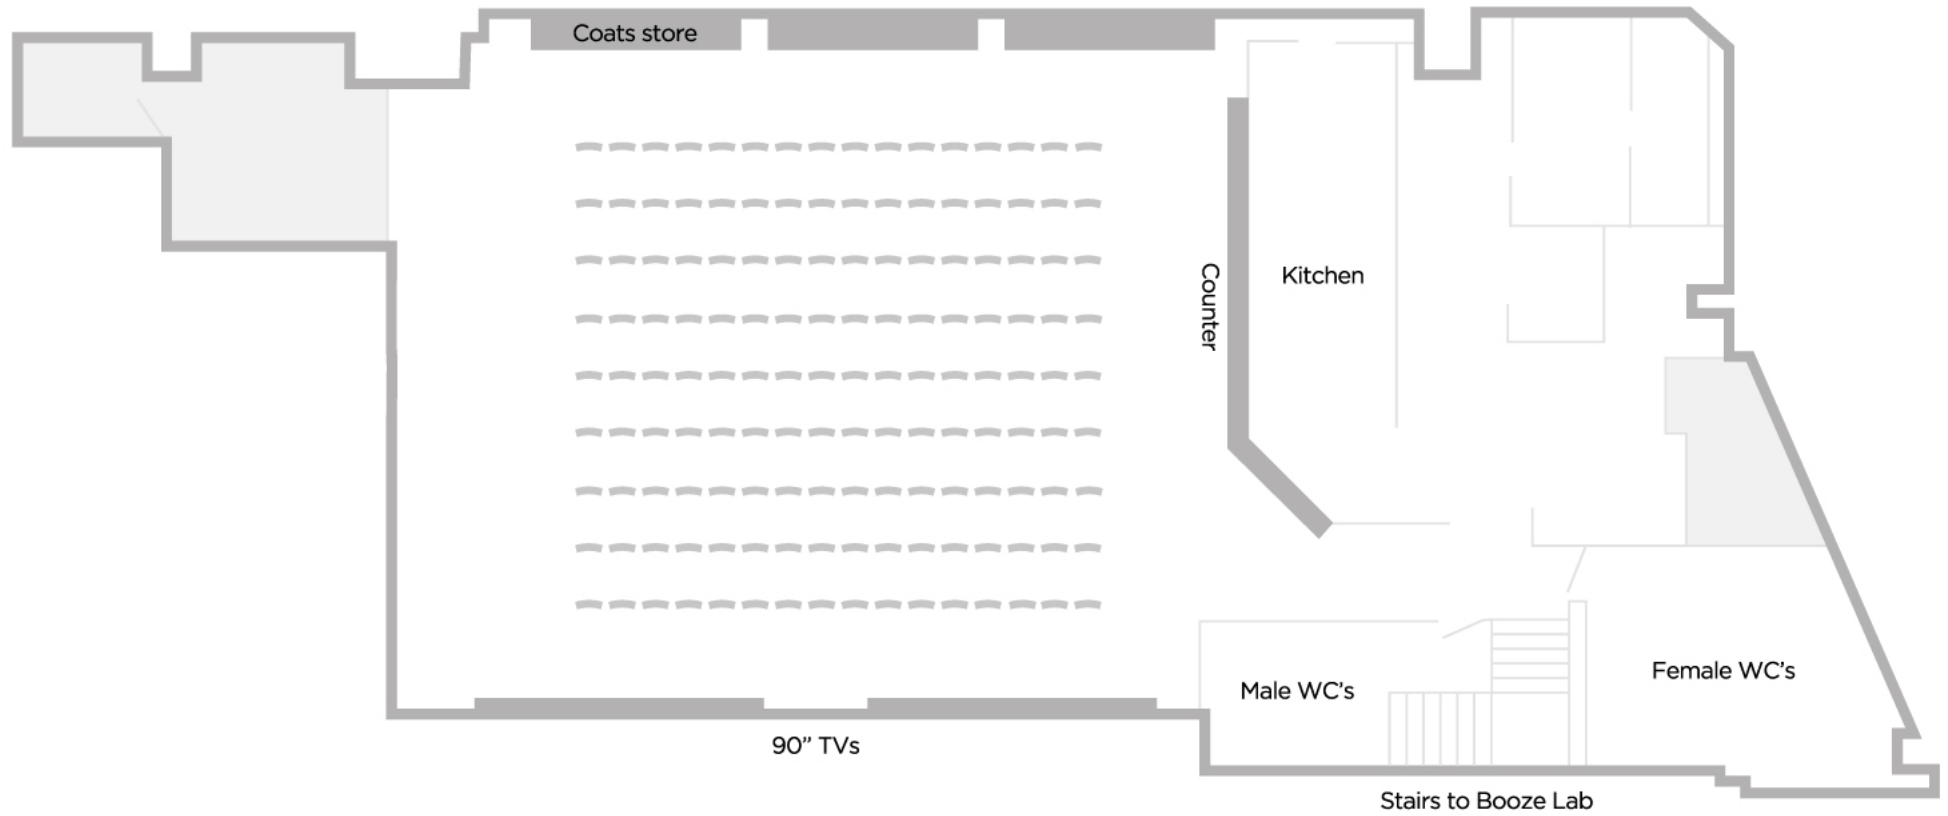 Coats store
Counter
Kitchen
Male WC’s
Female WC’s
90” TVs
Stairs to Booze Lab